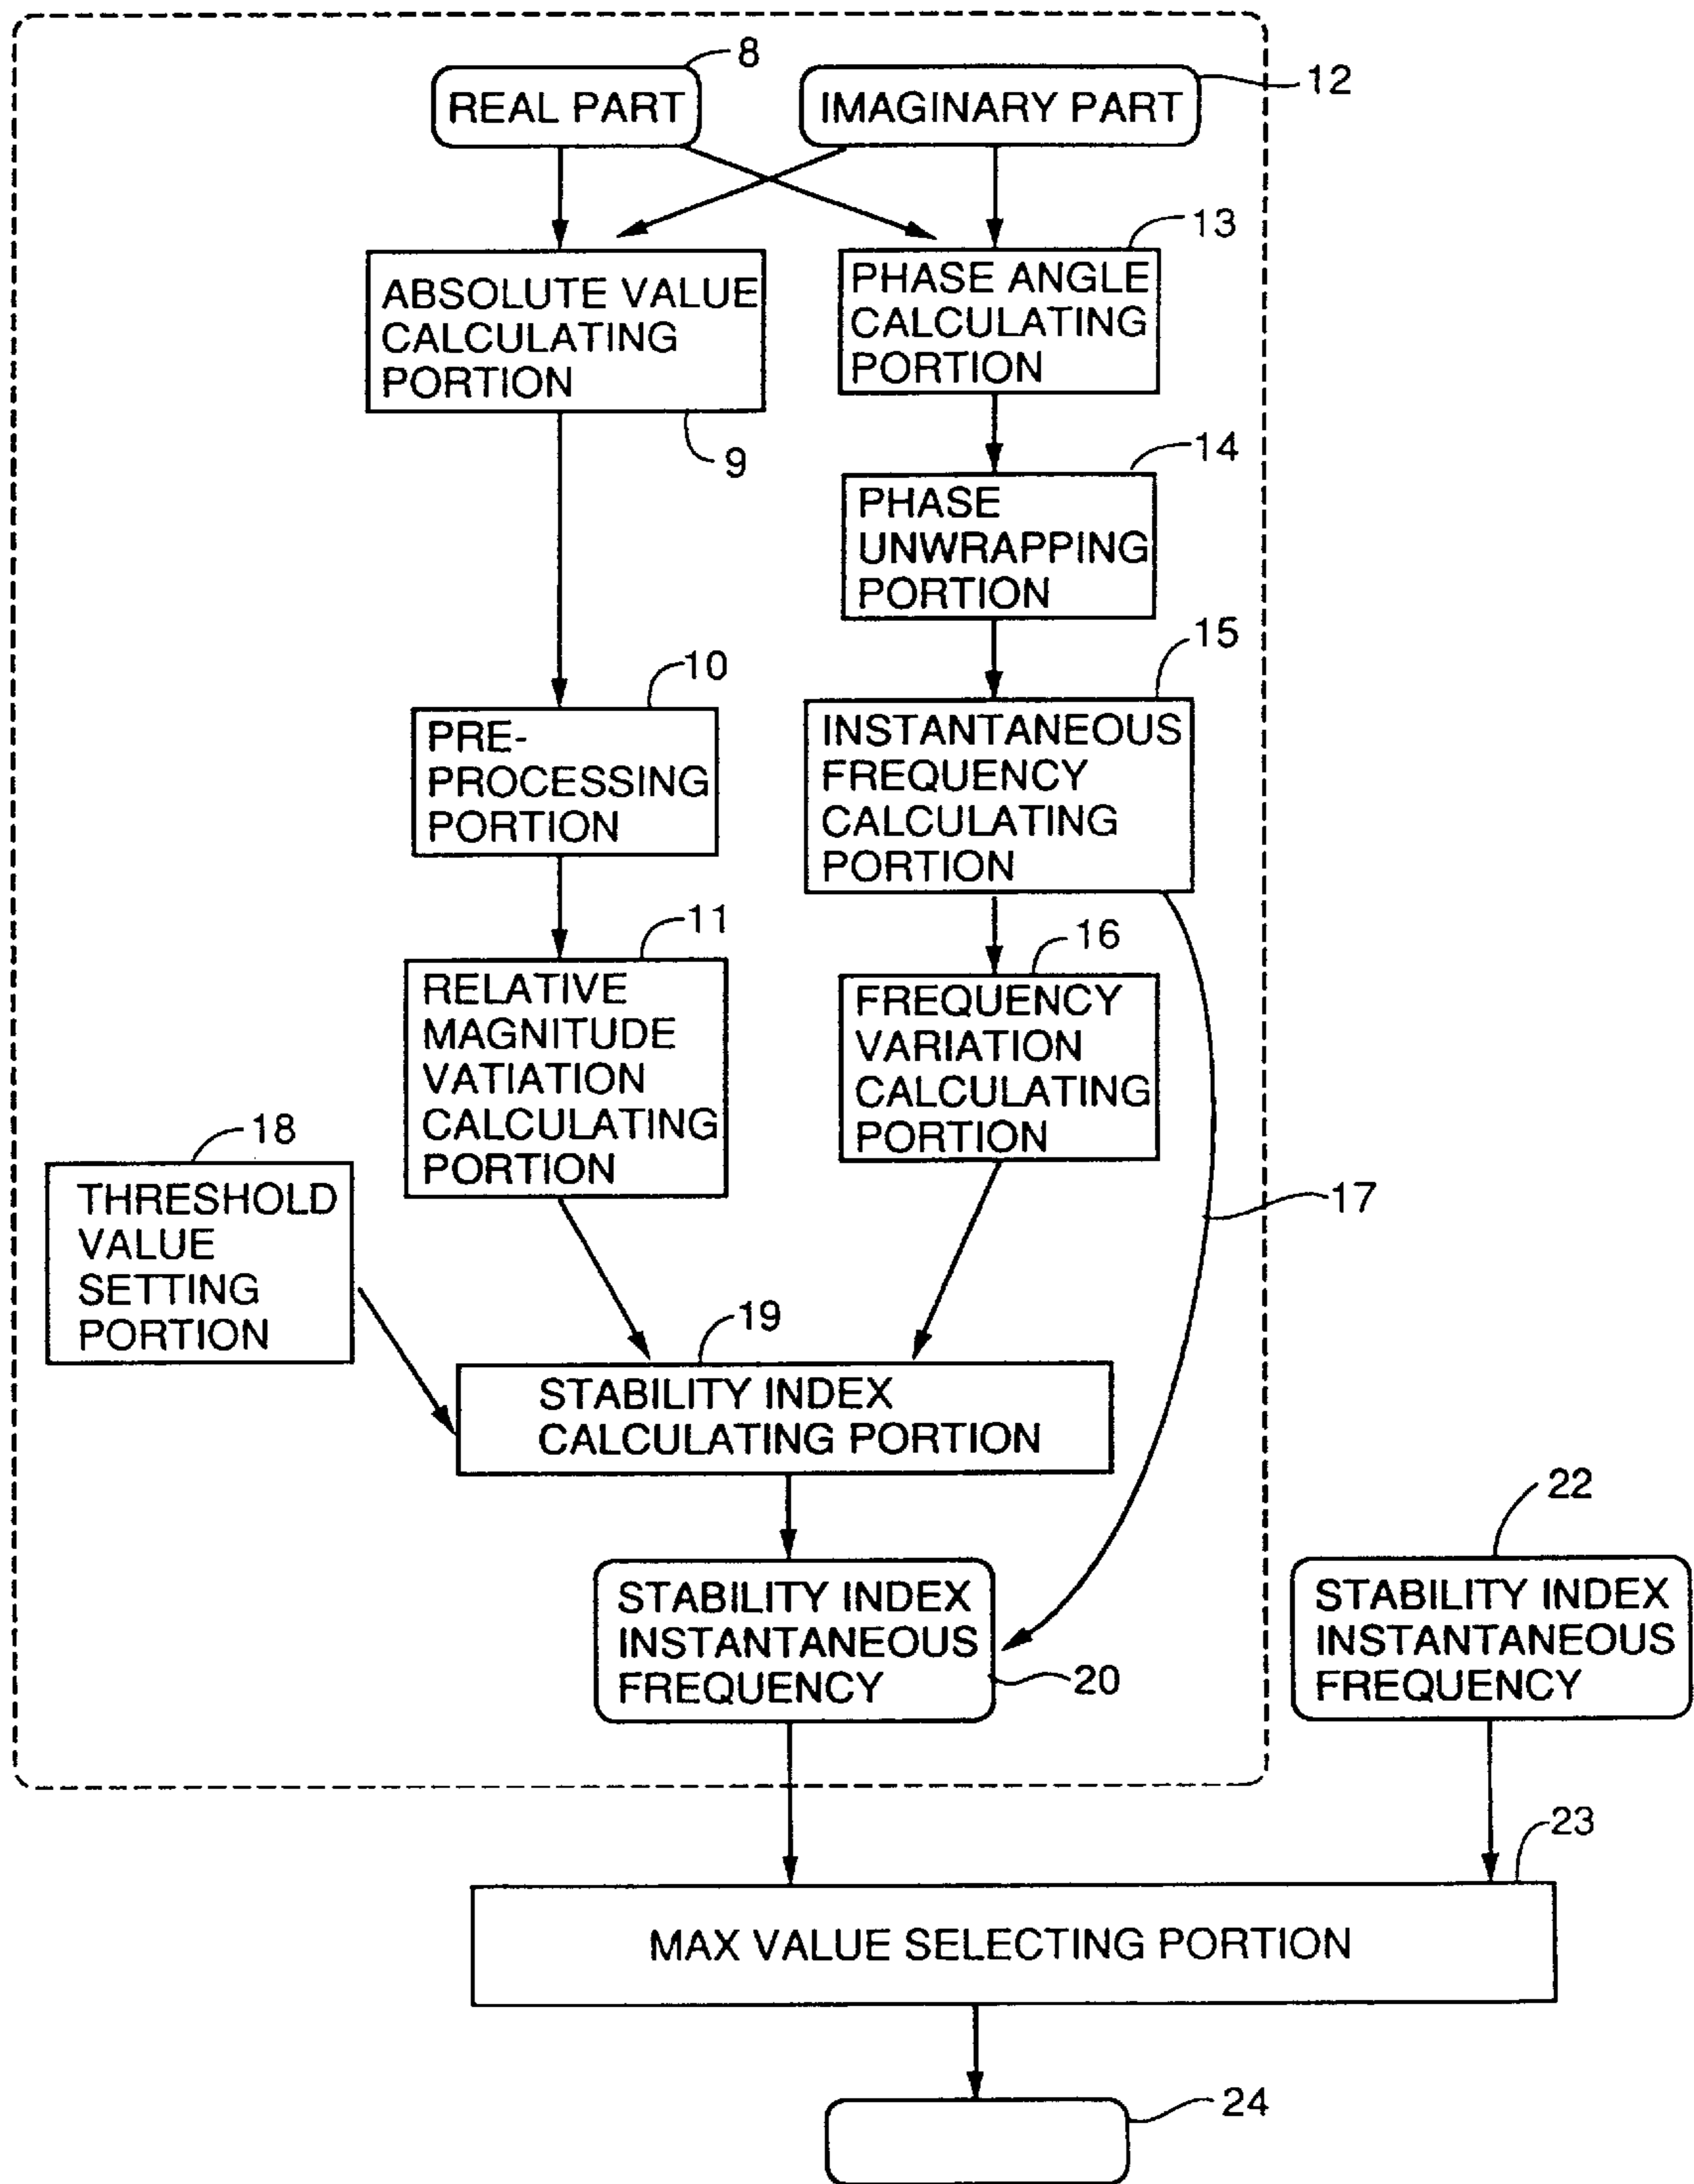 8
REAL PART
IMAGINARY PART
12
ABSOLUTE VALUE
CALCULATING
PORTION
9
13
PHASE ANGLE
CALCULATING
PORTION
14
PHASE
UNWRAPPING
PORTION
10
PRE-
PROCESSING
PORTION
15
INSTANTANEOUS
FREQUENCY
CALCULATING
PORTION
11
RELATIVE
MAGNITUDE
VATIATION
CALCULATING
PORTION
16
FREQUENCY
VARIATION
CALCULATING
PORTION
17
18
THRESHOLD
VALUE
SETTING
PORTION
19
STABILITY INDEX
CALCULATING PORTION
STABILITY INDEX
INSTANTANEOUS
FREQUENCY
20
22
STABILITY INDEX
INSTANTANEOUS
FREQUENCY
23
MAX VALUE SELECTING PORTION
24